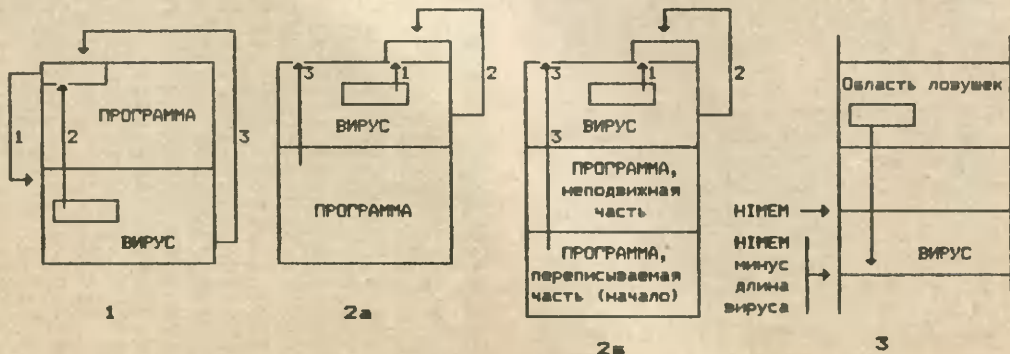 1
2
ПРОГРАММА
3
ВИРУС
1
3
1
2
ВИРУС
ПРОГРАММА
2а
3
1
2
3
ВИРУС
ПРОГРАММА,
неподвижная
часть
ПРОГРАММА,
переписываемая
часть (начало)
2в
Область ловушек
HIMEM
HIMEM
минус
длина
вируса
ВИРУС
3